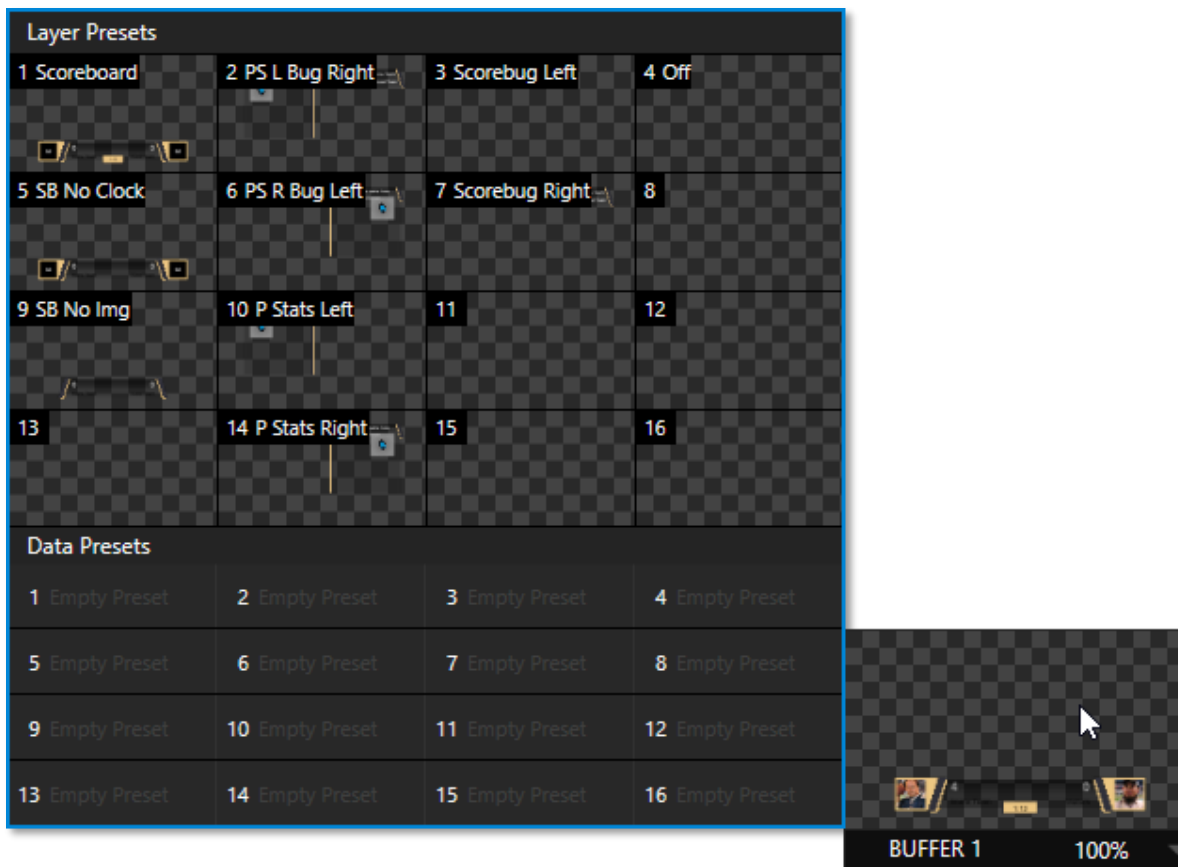 Layer Presets
1 Scoreboard
2 PS L Bug Right
3 Scorebug Left
4 Off
5 SB No Clock
6 PS R Bug Left
7 Scorebug Right
8
9 SB No Img
10 P Stats Left
11
12
13
14 P Stats Right
15
16
Data Presets
1 Empty Preset
2 Empty Preset
3 Empty Preset
4 Empty Preset
5 Empty Preset
6 Empty Preset
7 Empty Preset
8 Empty Preset
9 Empty Preset
10 Empty Preset
11 Empty Preset
12 Empty Preset
13 Empty Preset
14 Empty Preset
15 Empty Preset
16 Empty Preset
BUFFER 1
100%